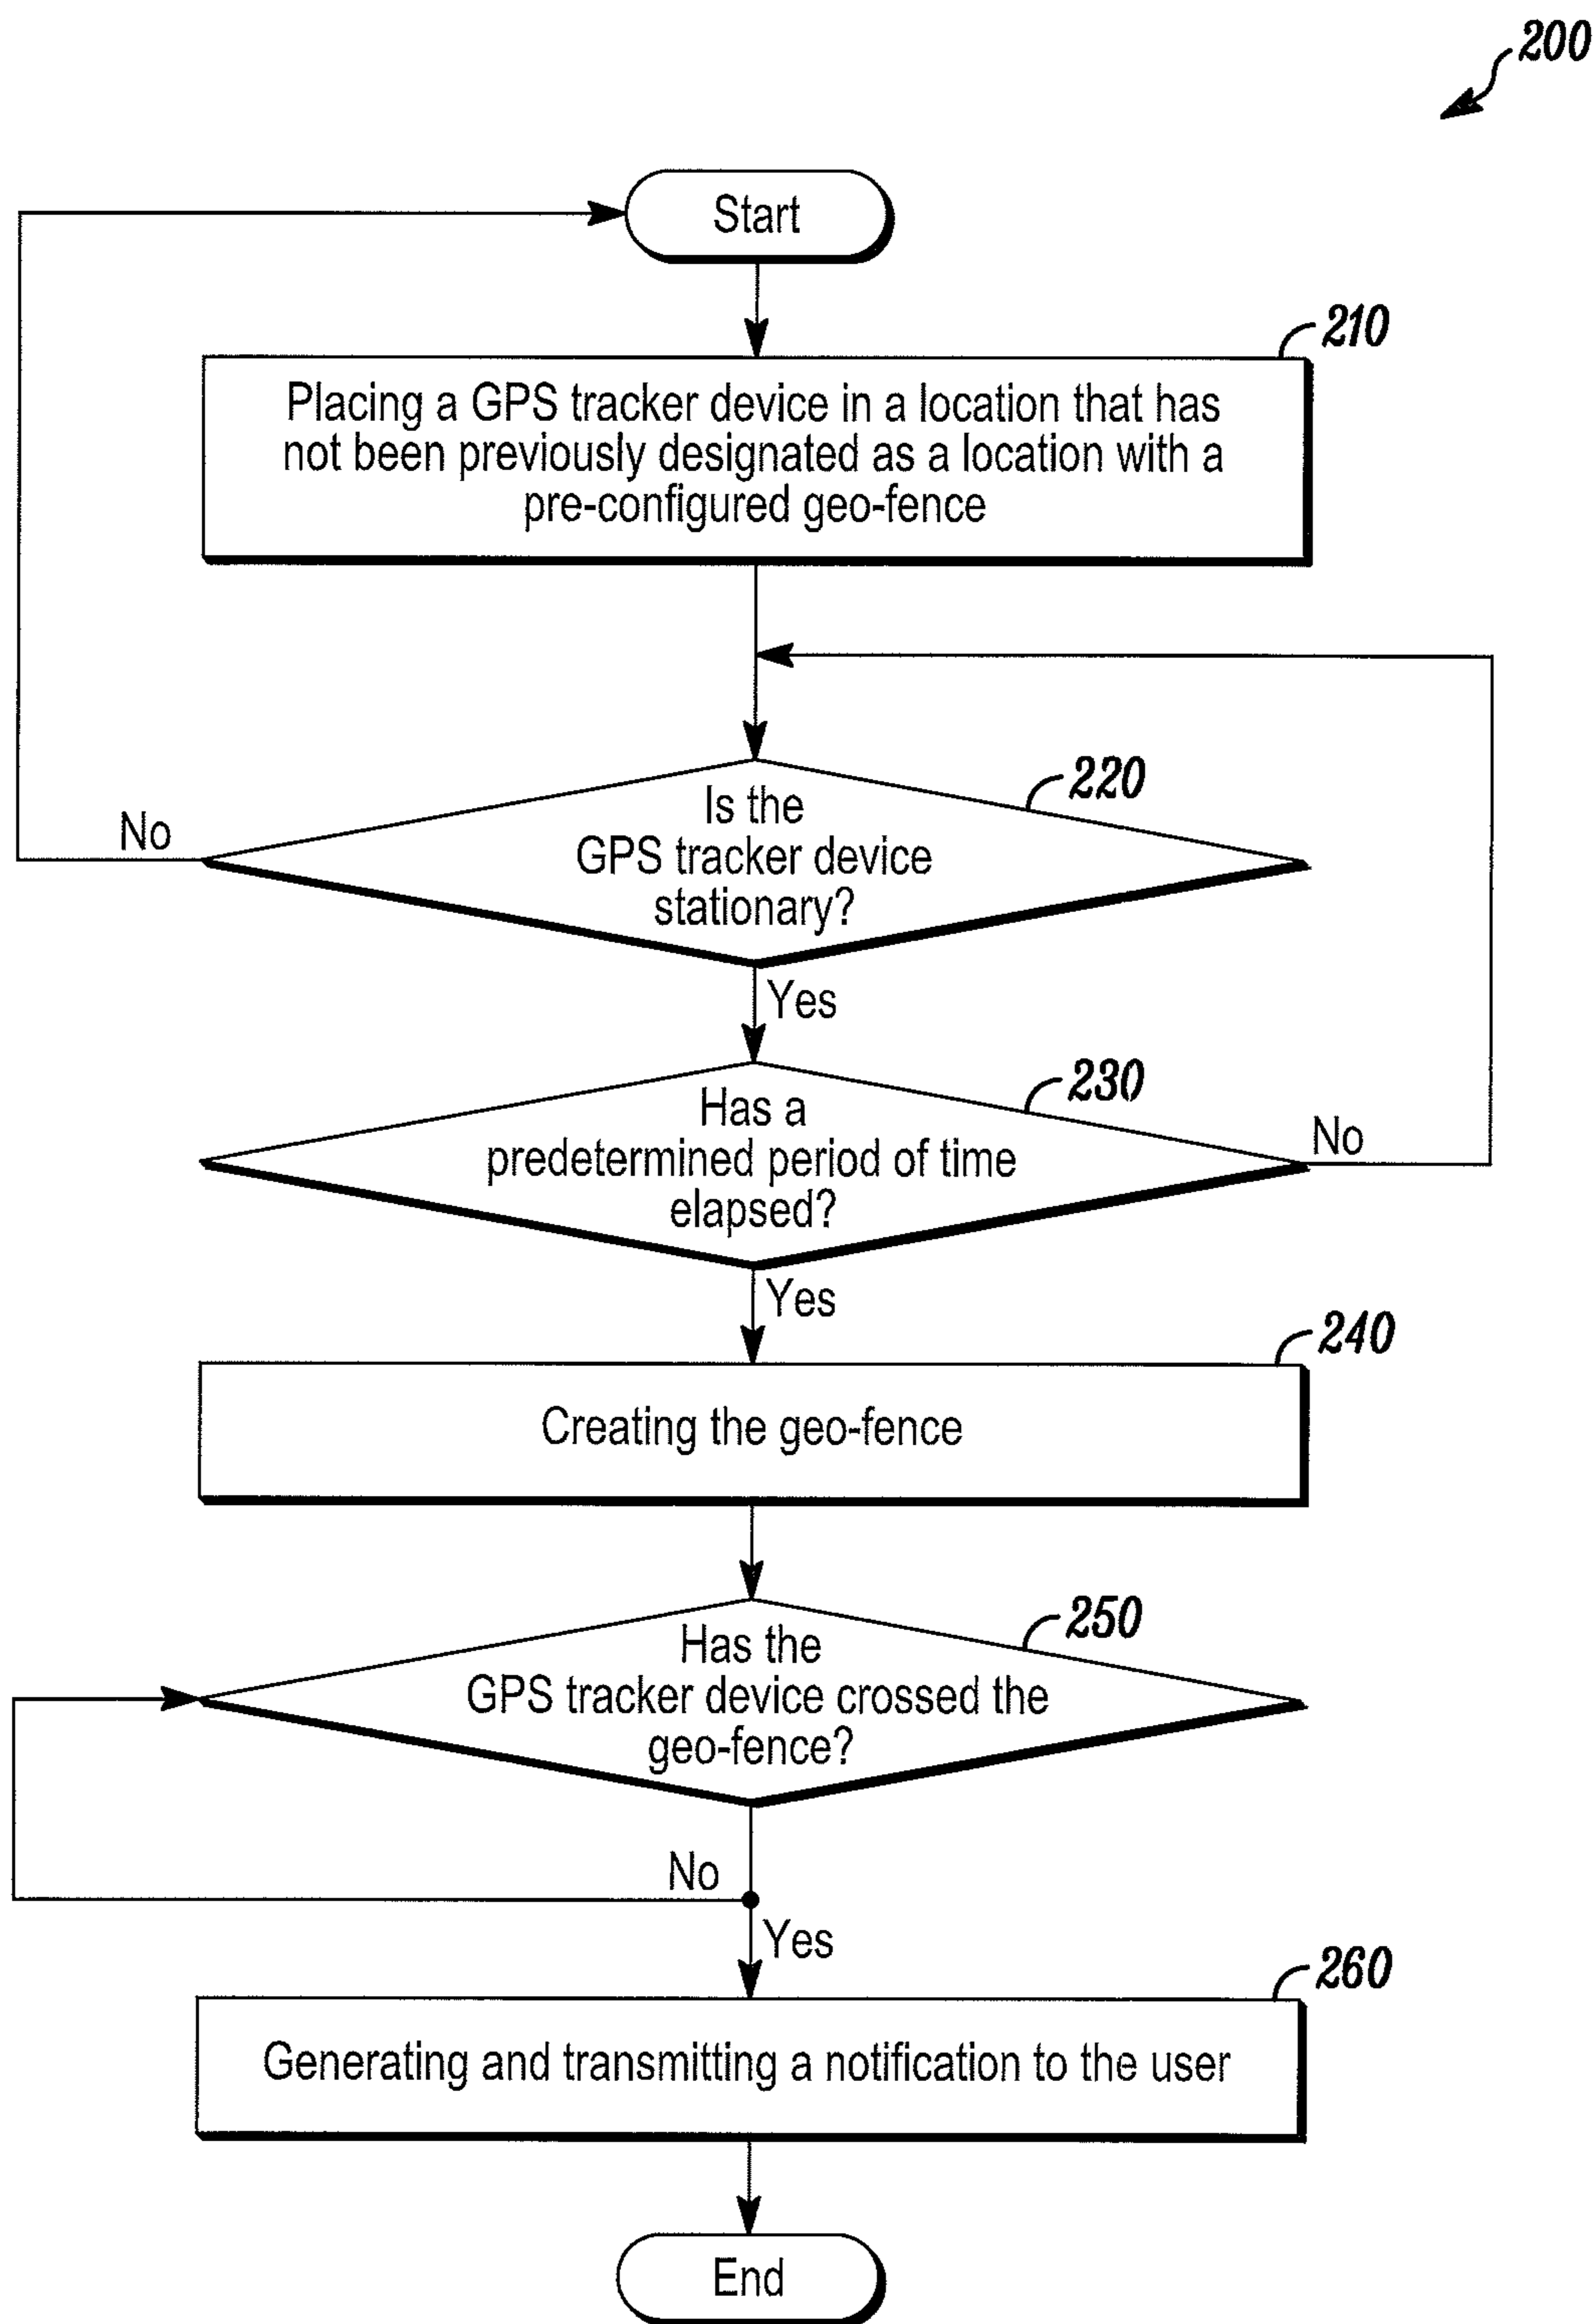 200
Start
210
Placing a GPS tracker device in a location that has
not been previously designated as a location with a
pre-configured geo-fence
220
Is the
GPS tracker device
stationary?
No
Yes
230
Has a
predetermined period of time
elapsed?
No
Yes
240
Creating the geo-fence
250
Has the
GPS tracker device crossed the
geo-fence?
No
Yes
260
Generating and transmitting a notification to the user
End